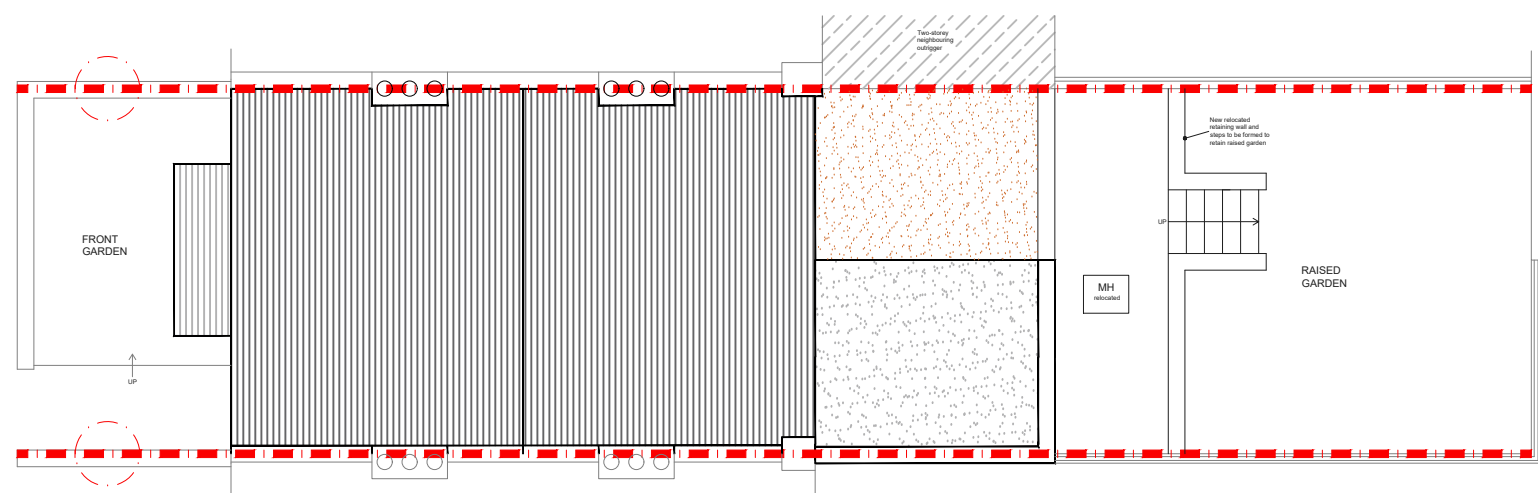 Two-storey
neighbouring
outrigger
New relocated
retaining wall and
steps to be formed to
retain raised garden
FRONT
GARDEN
UP
UP
MH
relocated
RAISED
GARDEN